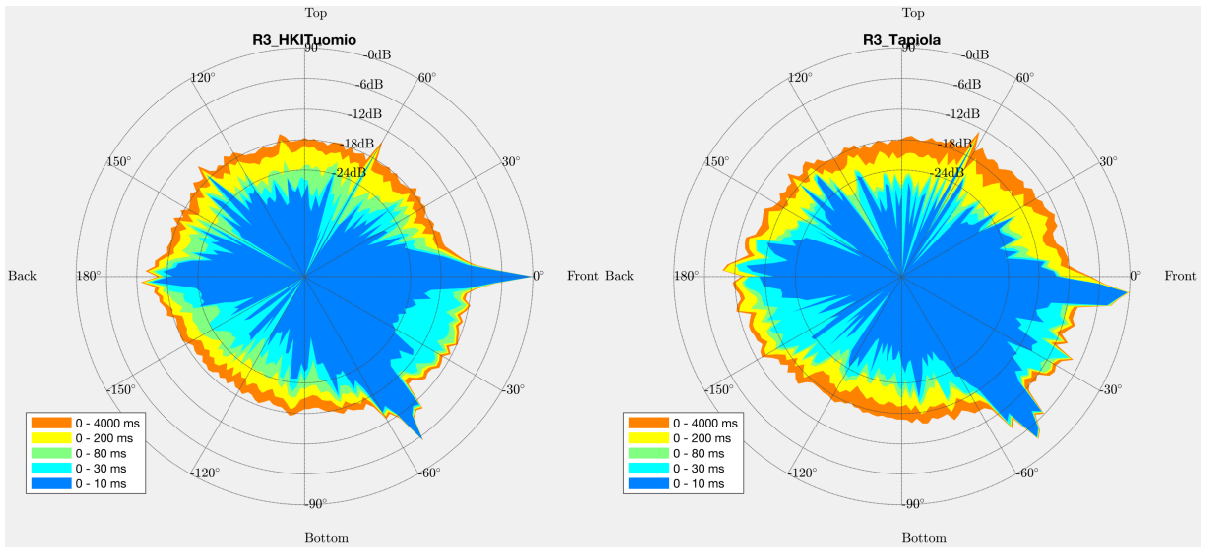 Top
R3_HKITuomio
90°
-0dB
120°
60°
-6dB
-12dB
150°
-18dB
30°
-24dB
Back
180°
0°
Front
-150°
-30°
-120°
-60°
-90°
0 - 4000 ms
0 - 200 ms
0 - 80 ms
0 - 30 ms
0 - 10 ms
Bottom
Top
R3_Tapiola
90°
-0dB
120°
60°
-6dB
-12dB
150°
-18dB
30°
-24dB
Back
180°
0°
Front
-150°
-30°
-120°
-60°
-90°
0 - 4000 ms
0 - 200 ms
0 - 80 ms
0 - 30 ms
0 - 10 ms
Bottom